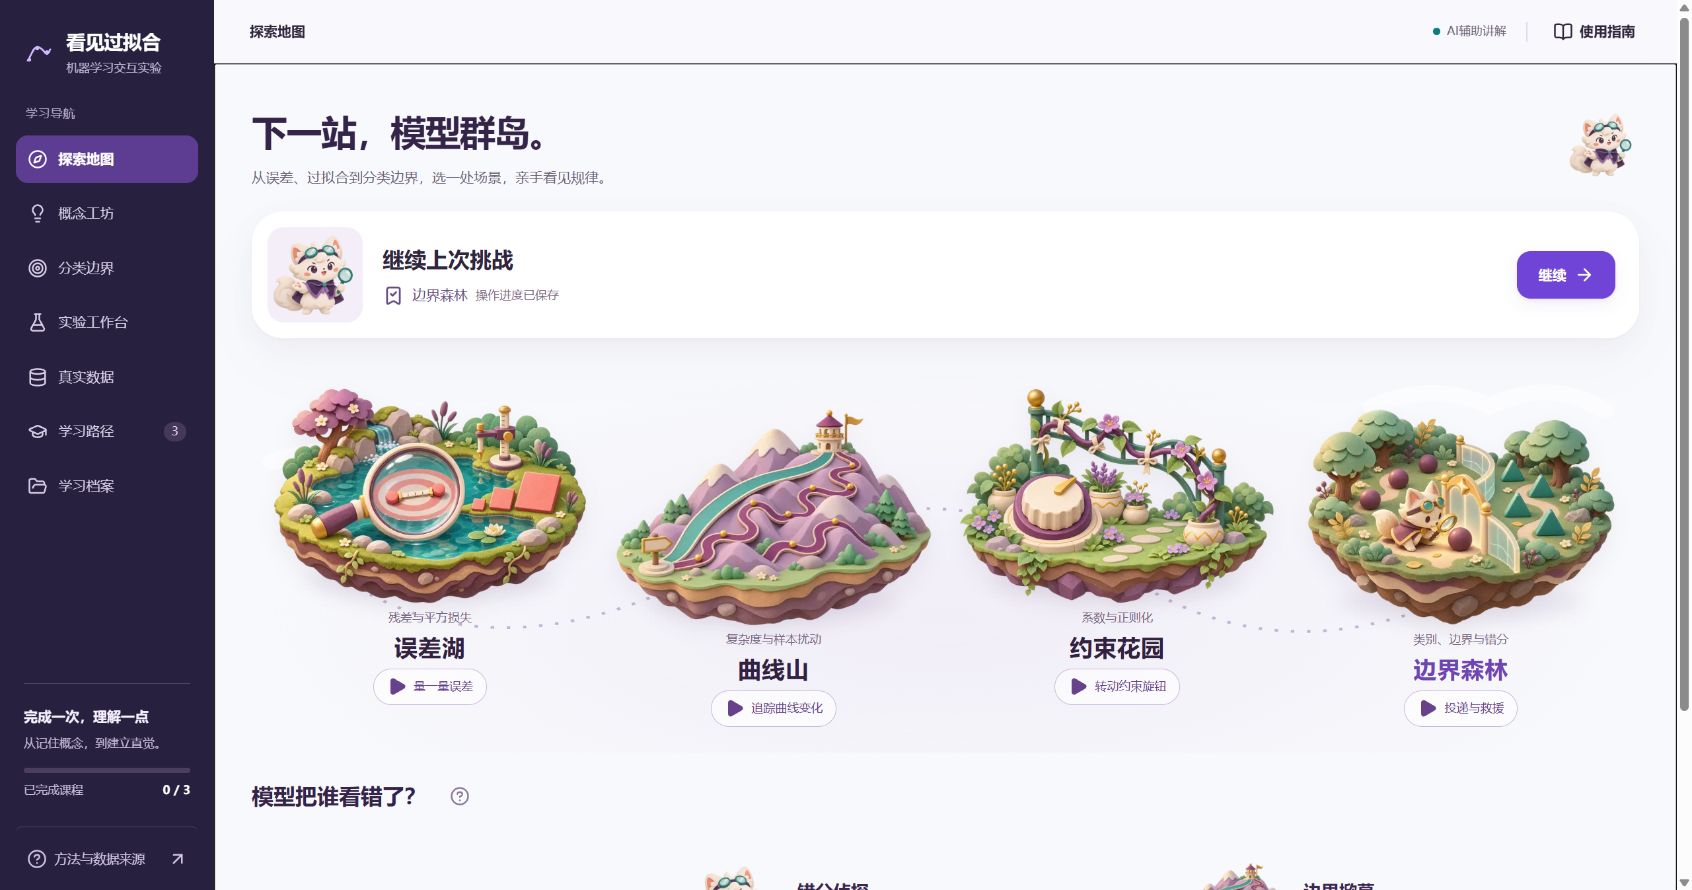 看见过拟合
机器学习交互实验
学习导航
探索地图
概念工坊
分类边界
实验工作台
真实数据
学习路径 3
学习档案
完成一次，理解一点
从记住概念，到建立直觉。
已完成课程 0 / 3
方法与数据来源
探索地图
AI辅助讲解
使用指南
下一站，模型群岛。
从误差、过拟合到分类边界，选一处场景，亲手看见规律。
继续上次挑战
边界森林 操作进度已保存
继续
残差与平方损失
误差湖
量一量误差
复杂度与样本扰动
曲线山
追踪曲线变化
系数与正则化
约束花园
转动约束旋钮
类别、边界与错分
边界森林
投递与救援
模型把谁看错了？
错分侦探